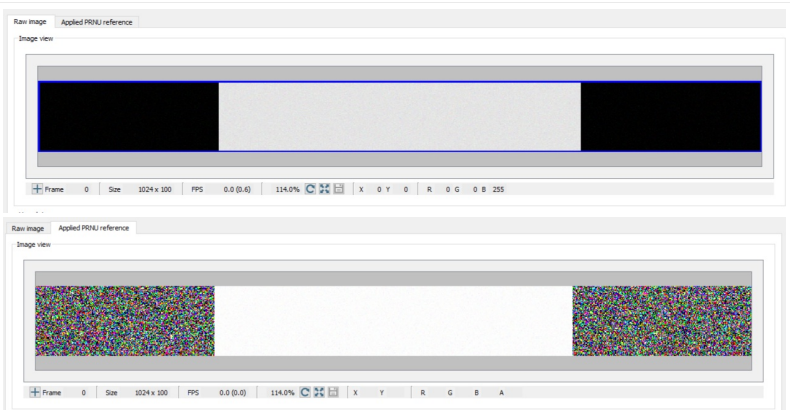 Raw image Applied PRNU reference
Image view
Frame 0 Size 1024 x 100 FPS 0.0 (0.6) 114.0% X 0 Y 0 R 0 G 0 B 255
Raw image Applied PRNU reference
Image view
Frame 0 Size 1024 x 100 FPS 0.0 (0.0) 114.0% X Y R G B A